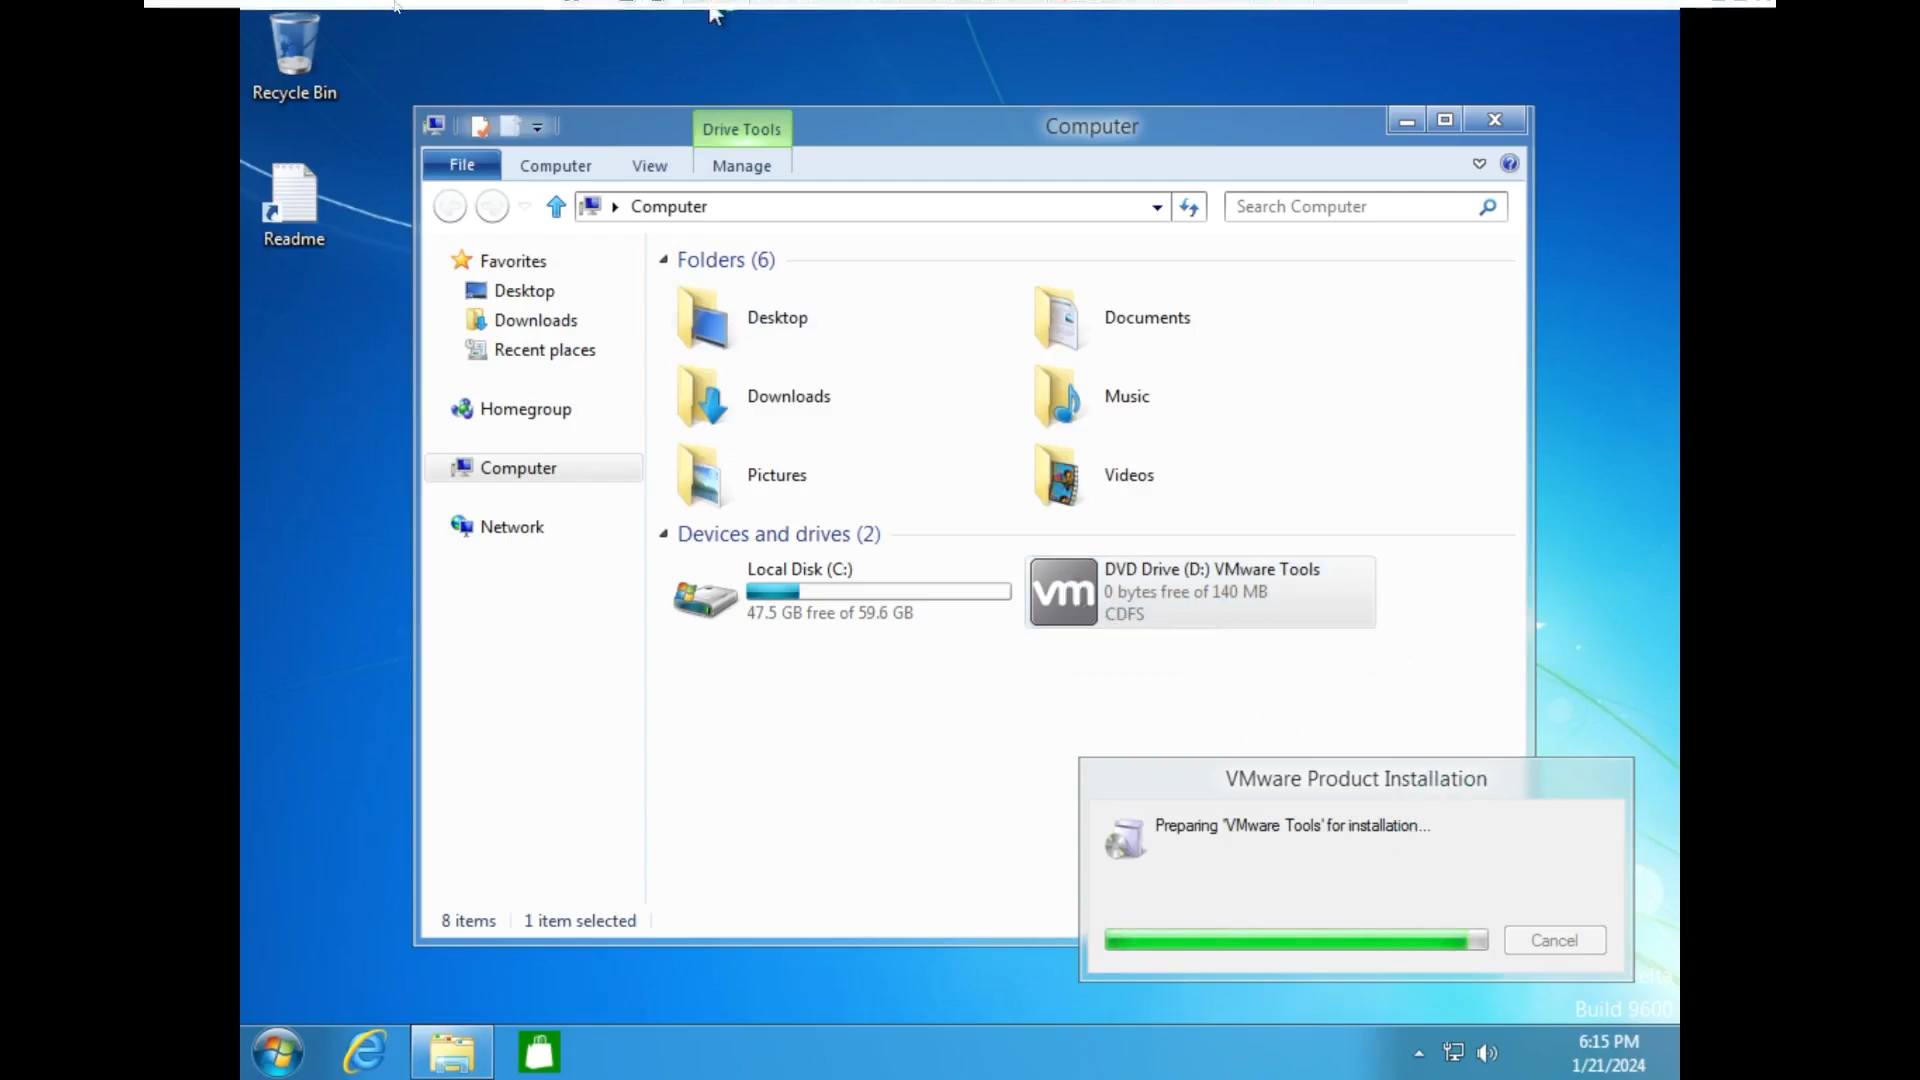 Recycle Bin
Readme
Drive Tools
Computer
File
Computer
View
Manage
Computer
Search Computer
Favorites
Desktop
Downloads
Recent places
Homegroup
Computer
Network
Folders (6)
Desktop
Documents
Downloads
Music
Pictures
Videos
Devices and drives (2)
Local Disk (C:)
47.5 GB free of 59.6 GB
vm
DVD Drive (D:) VMware Tools
0 bytes free of 140 MB
CDFS
8 items
1 item selected
VMware Product Installation
Preparing 'VMware Tools' for installation...
Cancel
Build 9600
6:15 PM
1/21/2024